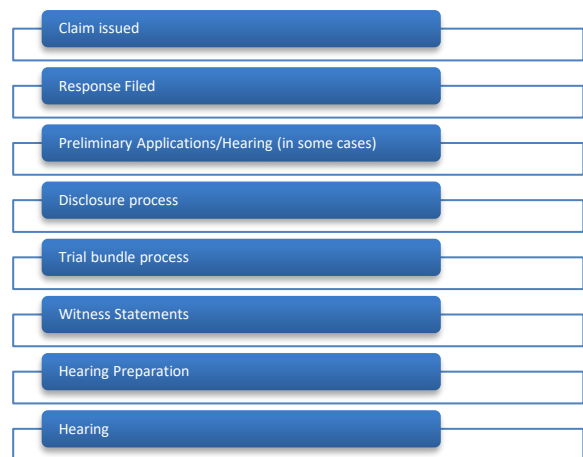 Claim issued
Response Filed
Preliminary Applications/Hearing (in some cases)
Disclosure process
Trial bundle process
Witness Statements
Hearing Preparation
Hearing